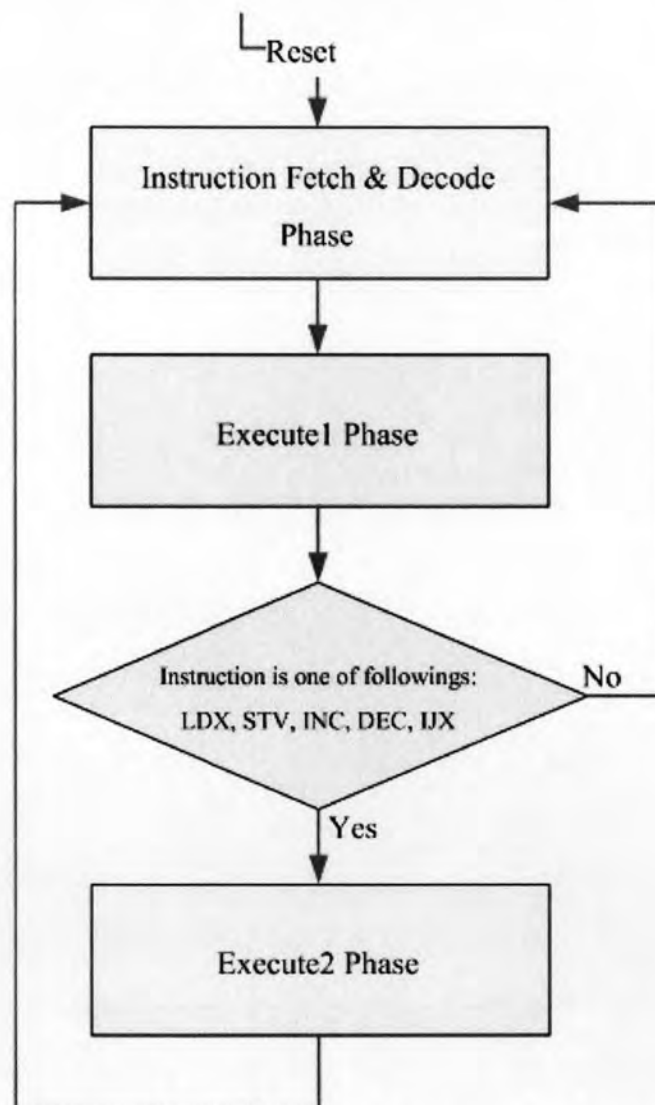 Reset
Instruction Fetch & Decode
Phase
Execute1 Phase
Instruction is one of followings:
LDX, STV, INC, DEC, IJX
No
Yes
Execute2 Phase